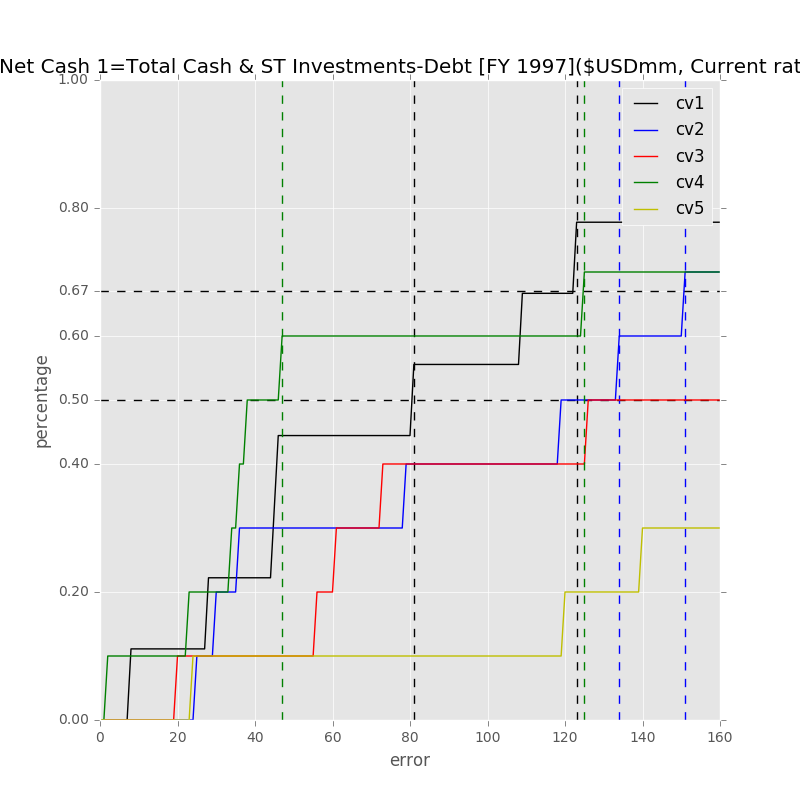 Net Cash 1=Total Cash & ST Investments-Debt [FY 1997]($USDmm, Current rat
1.00
0.80
0.67
0.60
0.50
0.40
0.20
0.00
percentage
cv1
cv2
cv3
cv4
cv5
0 20 40 60 80 100 120 140 160
error